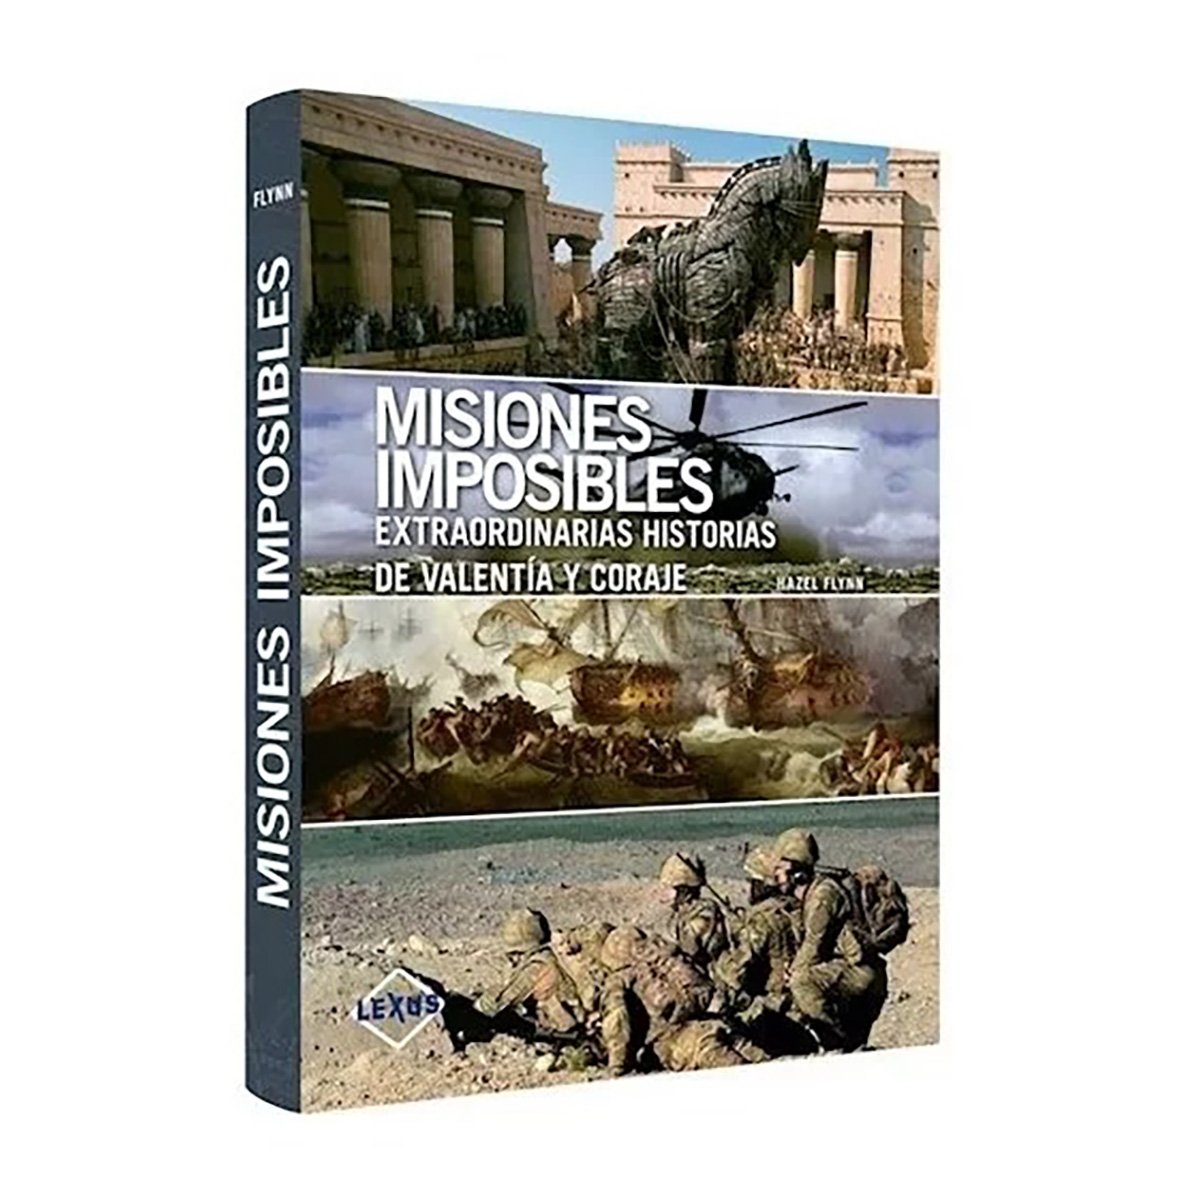 FLYNN
MISIONES IMPOSIBLES
MISIONES
IMPOSIBLES
EXTRAORDINARIAS HISTORIAS
DE VALENTÍA Y CORAJE
HAZEL FLYNN
LEXUS